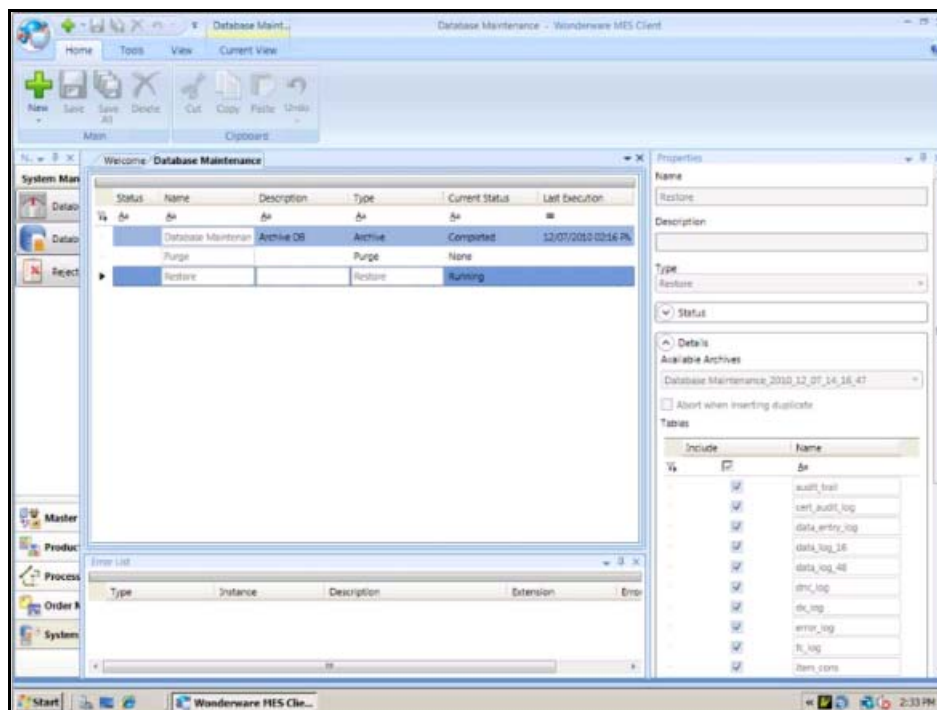 Database Maint...
Database Maintenance - Wonderware MES Client
Home Tools View Current View
New Save Save All Delete Cut Copy Paste Undo
Main Clipboard
N..
Welcome Database Maintenance
Properties
System Man
Datab
Datab
Reject
Status Name Description Type Current Status Last Execution
Database Maintenan Archive DB Archive Completed 12/07/2010 02:16 PM
Purge Purge None
Restore Restore Running
Name
Restore
Description
Type
Restore
Status
Details
Available Archives
Database Maintenance_2010_12_07_14_16_47
Abort when inserting duplicate
Tables
Include Name
audit_trail
cert_audit_log
data_entry_log
data_log_16
data_log_48
dnc_log
dx_log
error_log
fc_log
item_cons
Master
Produc
Process
Order M
System
Error List
Type Instance Description Extension Erro
Start Wonderware MES Clie... 2:33 PM